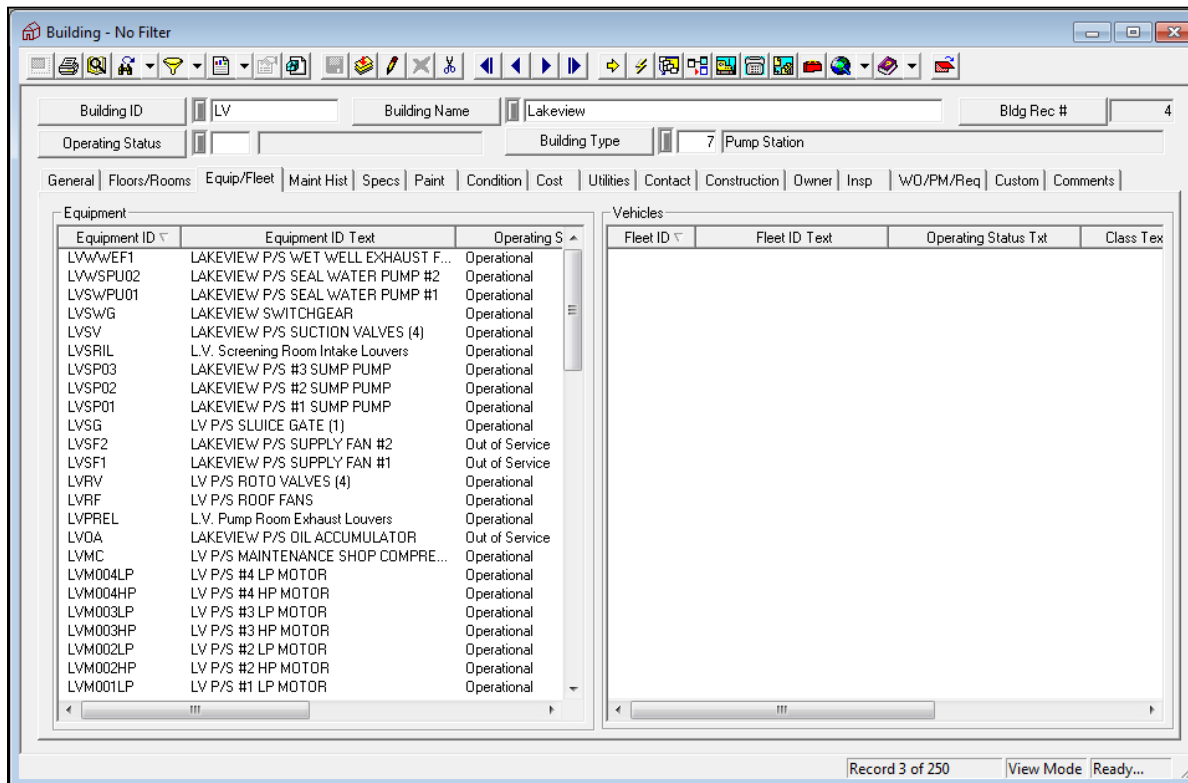 Building - No Filter
Building ID LV Building Name Lakeview Bldg Rec # 4
Operating Status Building Type 7 Pump Station
General Floors/Rooms Equip/Fleet Maint Hist Specs Paint Condition Cost Utilities Contact Construction Owner Insp WO/PM/Req Custom Comments
Equipment Vehicles
Equipment ID Equipment ID Text Operating S Fleet ID Fleet ID Text Operating Status Txt Class Tex
LVWWEF1 LAKEVIEW P/S WET WELL EXHAUST F... Operational
LVWSPU02 LAKEVIEW P/S SEAL WATER PUMP #2 Operational
LVSWPU01 LAKEVIEW P/S SEAL WATER PUMP #1 Operational
LVSWG LAKEVIEW SWITCHGEAR Operational
LVSV LAKEVIEW P/S SUCTION VALVES (4) Operational
LVSRIL L.V. Screening Room Intake Louvers Operational
LVSP03 LAKEVIEW P/S #3 SUMP PUMP Operational
LVSP02 LAKEVIEW P/S #2 SUMP PUMP Operational
LVSP01 LAKEVIEW P/S #1 SUMP PUMP Operational
LVSG LV P/S SLUICE GATE (1) Operational
LVSF2 LAKEVIEW P/S SUPPLY FAN #2 Out of Service
LVSF1 LAKEVIEW P/S SUPPLY FAN #1 Out of Service
LVRV LV P/S ROTO VALVES (4) Operational
LVRF LV P/S ROOF FANS Operational
LVPREL L.V. Pump Room Exhaust Louvers Operational
LVOA LAKEVIEW P/S OIL ACCUMULATOR Out of Service
LVMC LV P/S MAINTENANCE SHOP COMPRE... Operational
LVM004LP LV P/S #4 LP MOTOR Operational
LVM004HP LV P/S #4 HP MOTOR Operational
LVM003LP LV P/S #3 LP MOTOR Operational
LVM003HP LV P/S #3 HP MOTOR Operational
LVM002LP LV P/S #2 LP MOTOR Operational
LVM002HP LV P/S #2 HP MOTOR Operational
LVM001LP LV P/S #1 LP MOTOR Operational
Record 3 of 250 View Mode Ready...